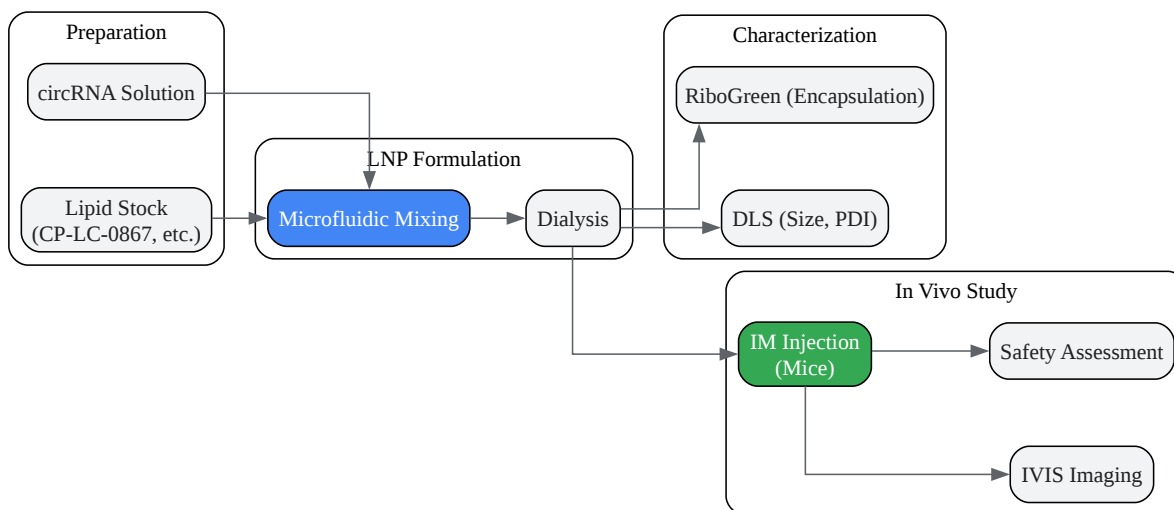 Preparation
circRNA Solution
Lipid Stock
(CP-LC-0867, etc.)
LNP Formulation
Microfluidic Mixing
Dialysis
Characterization
RiboGreen (Encapsulation)
DLS (Size, PDI)
In Vivo Study
IM Injection
(Mice)
Safety Assessment
IVIS Imaging